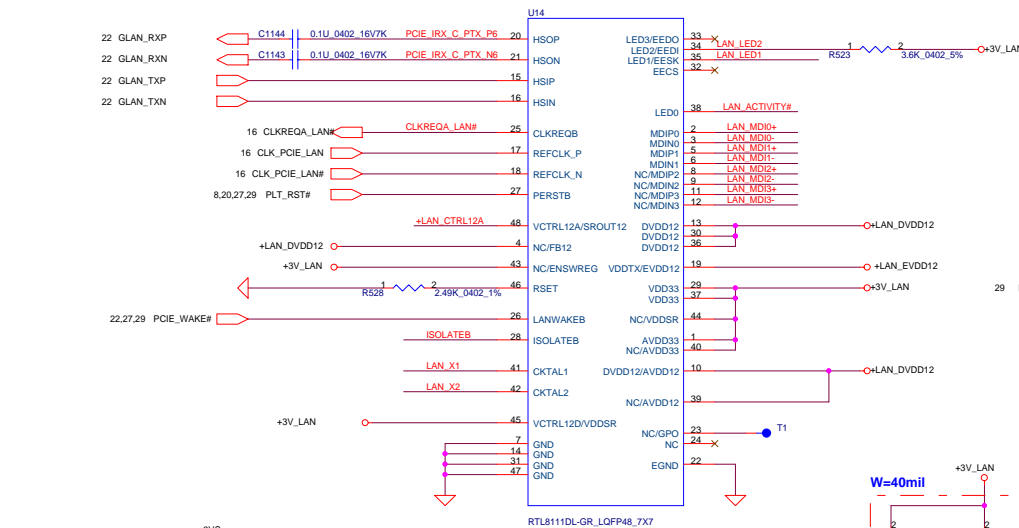 U14
22 GLAN_RXP C1144 0.1U_0402_16V7K PCIE_IRX_C_PTX_P6 20 HSOP
22 GLAN_RXN C1143 0.1U_0402_16V7K PCIE_IRX_C_PTX_N6 21 HSON
22 GLAN_TXP 15 HSIP
22 GLAN_TXN 16 HSIN
16 CLKREQA_LAN# CLKREQA_LAN# 25 CLKREQB
16 CLK_PCIE_LAN 17 REFCLK_P
16 CLK_PCIE_LAN# 18 REFCLK_N
8,20,27,29 PLT_RST# 27 PERSTB
+LAN_CTRL12A 48 VCTRL12A/SROUT12
+LAN_DVDD12 4 NC/FB12
+3V_LAN 43 NC/ENSWREG
R528 1 2 2.49K_0402_1% 46 RSET
22,27,29 PCIE_WAKE# 26 LANWAKEB
ISOLATEB 28 ISOLATEB
LAN_X1 41 CKTAL1
LAN_X2 42 CKTAL2
+3V_LAN 45 VCTRL12D/VDDSR
7 GND
14 GND
31 GND
47 GND
LED3/EEDO 33
LED2/EEDI 34 LAN_LED2 R523 1 2 3.6K_0402_5% +3V_LAN
LED1/EESK 35 LAN_LED1
EECS 32
LED0 38 LAN_ACTIVITY#
MDIP0 2 LAN_MDI0+
MDIN0 3 LAN_MDI0-
MDIP1 5 LAN_MDI1+
MDIN1 6 LAN_MDI1-
NC/MDIP2 8 LAN_MDI2+
NC/MDIN2 9 LAN_MDI2-
NC/MDIP3 11 LAN_MDI3+
NC/MDIN3 12 LAN_MDI3-
DVDD12 13 +LAN_DVDD12
DVDD12 30
DVDD12 36
VDDTX/EVDD12 19 +LAN_EVDD12
VDD33 29 +3V_LAN
VDD33 37
NC/VDDSR 44
AVDD33 1
NC/AVDD33 40
DVDD12/AVDD12 10 +LAN_DVDD12
NC/AVDD12 39
NC/GPO 23 T1
NC 24
EGND 22
29
+3V_LAN
W=40mil
2 2
RTL8111DL-GR_LQFP48_7X7